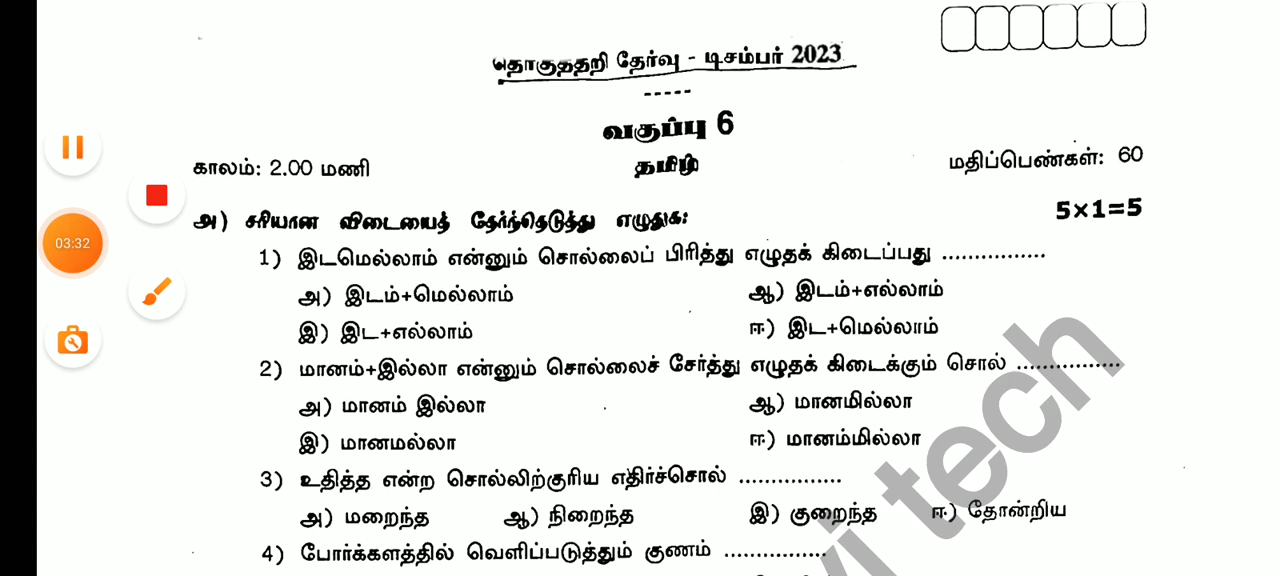 தொகுத்தறி தேர்வு - டிசம்பர் 2023
-----
வகுப்பு 6
காலம்: 2.00 மணி தமிழ் மதிப்பெண்கள்: 60
அ) சரியான விடையைத் தேர்ந்தெடுத்து எழுதுக: 5×1=5
1) இடமெல்லாம் என்னும் சொல்லைப் பிரித்து எழுதக் கிடைப்பது ................
அ) இடம்+மெல்லாம் ஆ) இடம்+எல்லாம்
இ) இட+எல்லாம் ஈ) இட+மெல்லாம்
2) மானம்+இல்லா என்னும் சொல்லைச் சேர்த்து எழுதக் கிடைக்கும் சொல் ................
அ) மானம் இல்லா ஆ) மானமில்லா
இ) மானமல்லா ஈ) மானம்மில்லா
3) உதித்த என்ற சொல்லிற்குரிய எதிர்ச்சொல் ................
அ) மறைந்த ஆ) நிறைந்த இ) குறைந்த ஈ) தோன்றிய
4) போர்க்களத்தில் வெளிப்படுத்தும் குணம் ................
03:32
tech